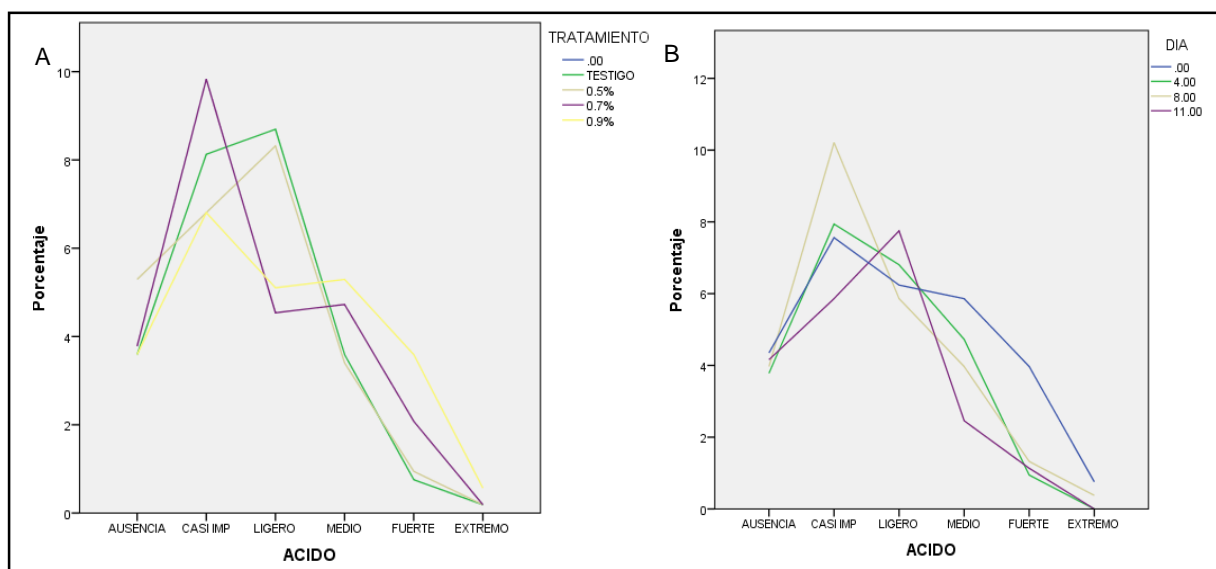 A
TRATAMIENTO
.00
TESTIGO
0.5%
0.7%
0.9%
Porcentaje
10
8
6
4
2
0
AUSENCIA CASI IMP LIGERO MEDIO FUERTE EXTREMO
ACIDO
B
DIA
.00
4.00
8.00
11.00
Porcentaje
12
10
8
6
4
2
0
AUSENCIA CASI IMP LIGERO MEDIO FUERTE EXTREMO
ACIDO